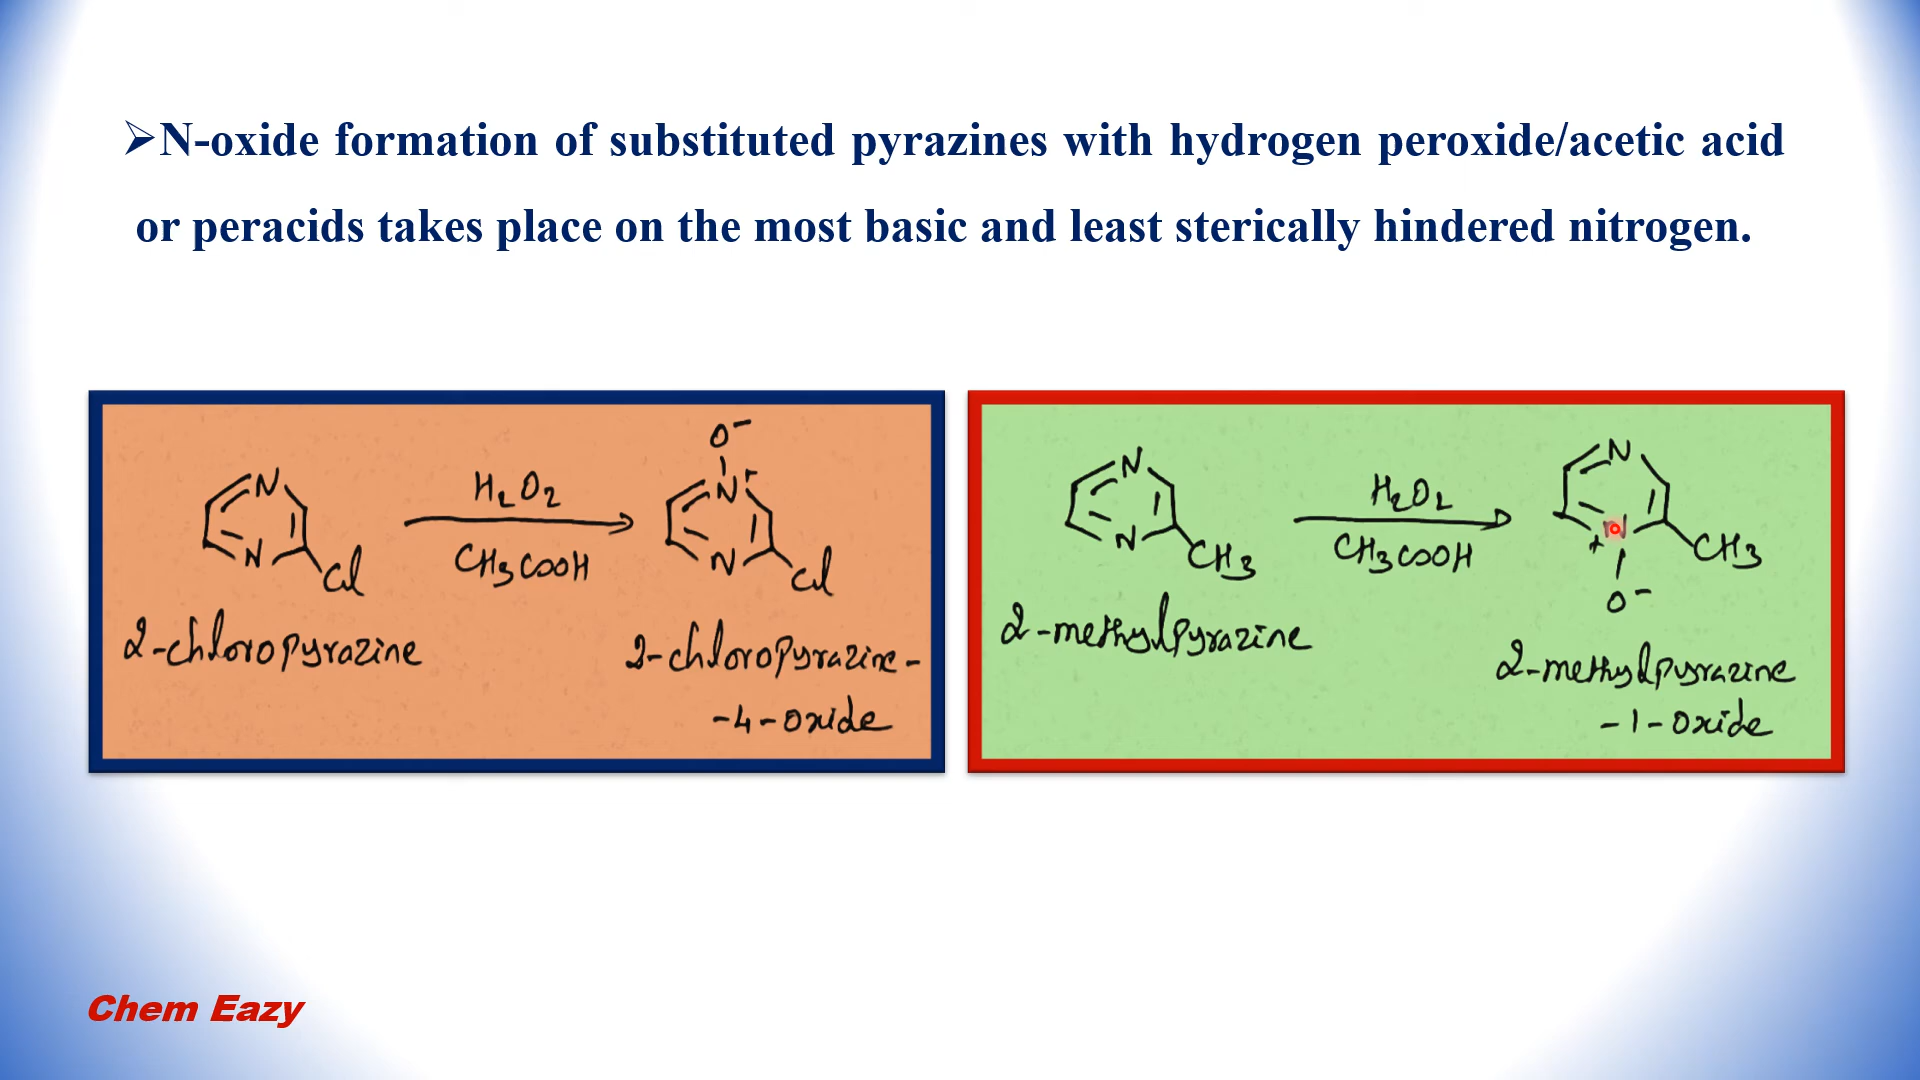 ➢N-oxide formation of substituted pyrazines with hydrogen peroxide/acetic acid
or peracids takes place on the most basic and least sterically hindered nitrogen.
N
N
Cl
2-chloropyrazine
H2O2
CH3COOH
O-
N+
N
Cl
2-chloropyrazine-
-4-oxide
N
N
CH3
2-methylpyrazine
H2O2
CH3COOH
N
N
+
CH3
O-
2-methylpyrazine
-1-oxide
Chem Eazy